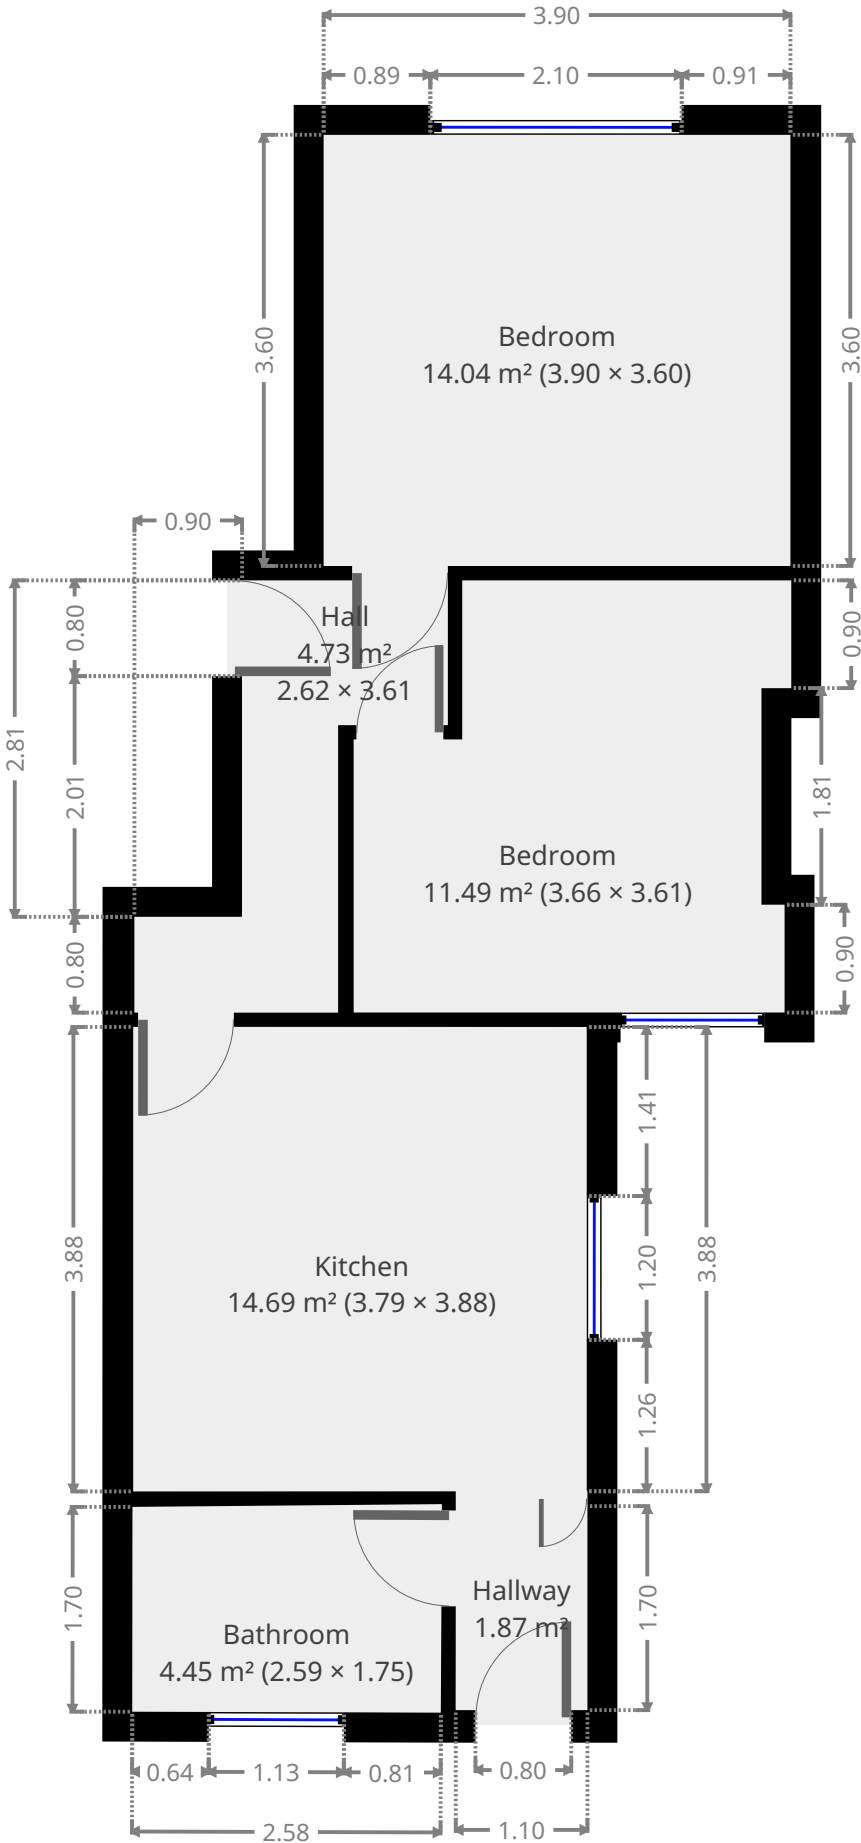 3.90
0.89
2.10
0.91
3.60
3.60
Bedroom
14.04 m² (3.90 × 3.60)
0.90
0.80
Hall
4.73 m²
2.62 × 3.61
0.90
2.81
2.01
1.81
Bedroom
11.49 m² (3.66 × 3.61)
0.80
0.90
1.41
3.88
1.20
3.88
Kitchen
14.69 m² (3.79 × 3.88)
1.26
1.70
Hallway
1.87 m²
1.70
Bathroom
4.45 m² (2.59 × 1.75)
0.64
1.13
0.81
0.80
2.58
1.10